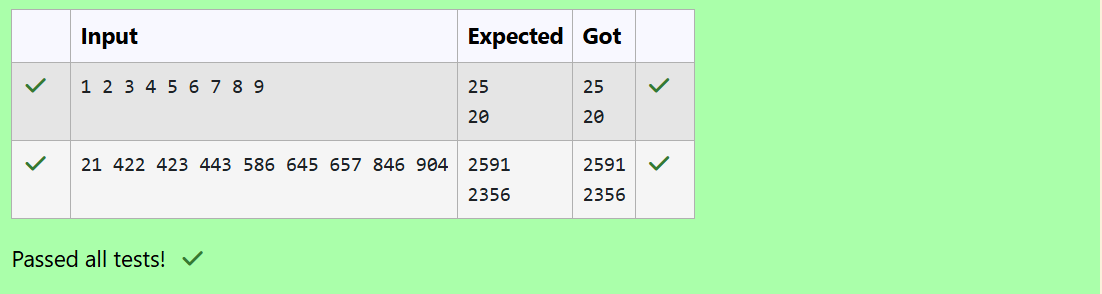 Input Expected Got
1 2 3 4 5 6 7 8 9 25 25
20 20
21 422 423 443 586 645 657 846 904 2591 2591
2356 2356
Passed all tests!